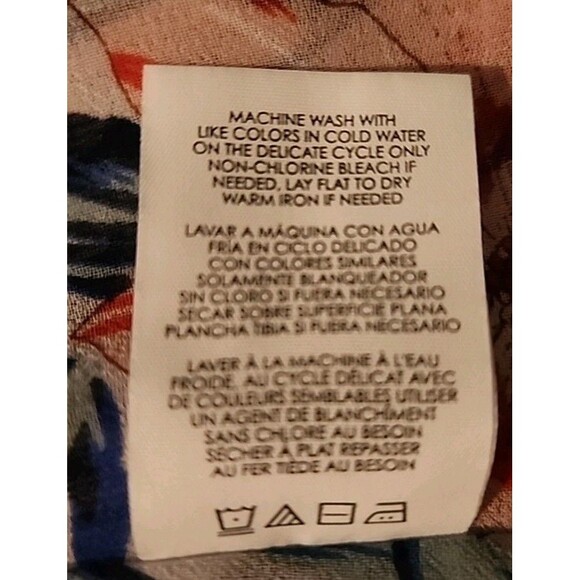 MACHINE WASH WITH
LIKE COLORS IN COLD WATER
ON THE DELICATE CYCLE ONLY
NON-CHLORINE BLEACH IF
NEEDED, LAY FLAT TO DRY
WARM IRON IF NEEDED
LAVAR A MÁQUINA CON AGUA
FRÍA EN CICLO DELICADO
CON COLORES SIMILARES
SOLAMENTE BLANQUEADOR
SIN CLORO SI FUERA NECESARIO
SECAR SOBRE SUPERFICIE PLANA
PLANCHA TIBIA SI FUERA NECESARIO
LAVER À LA MACHINE À L'EAU
FROIDE, AU CYCLE DÉLICAT AVEC
DE COULEURS SEMBLABLES UTILISER
UN AGENT DE BLANCHÎMENT
SANS CHLORE AU BESOIN
SÉCHER À PLAT REPASSER
AU FER TIÈDE AU BESOIN